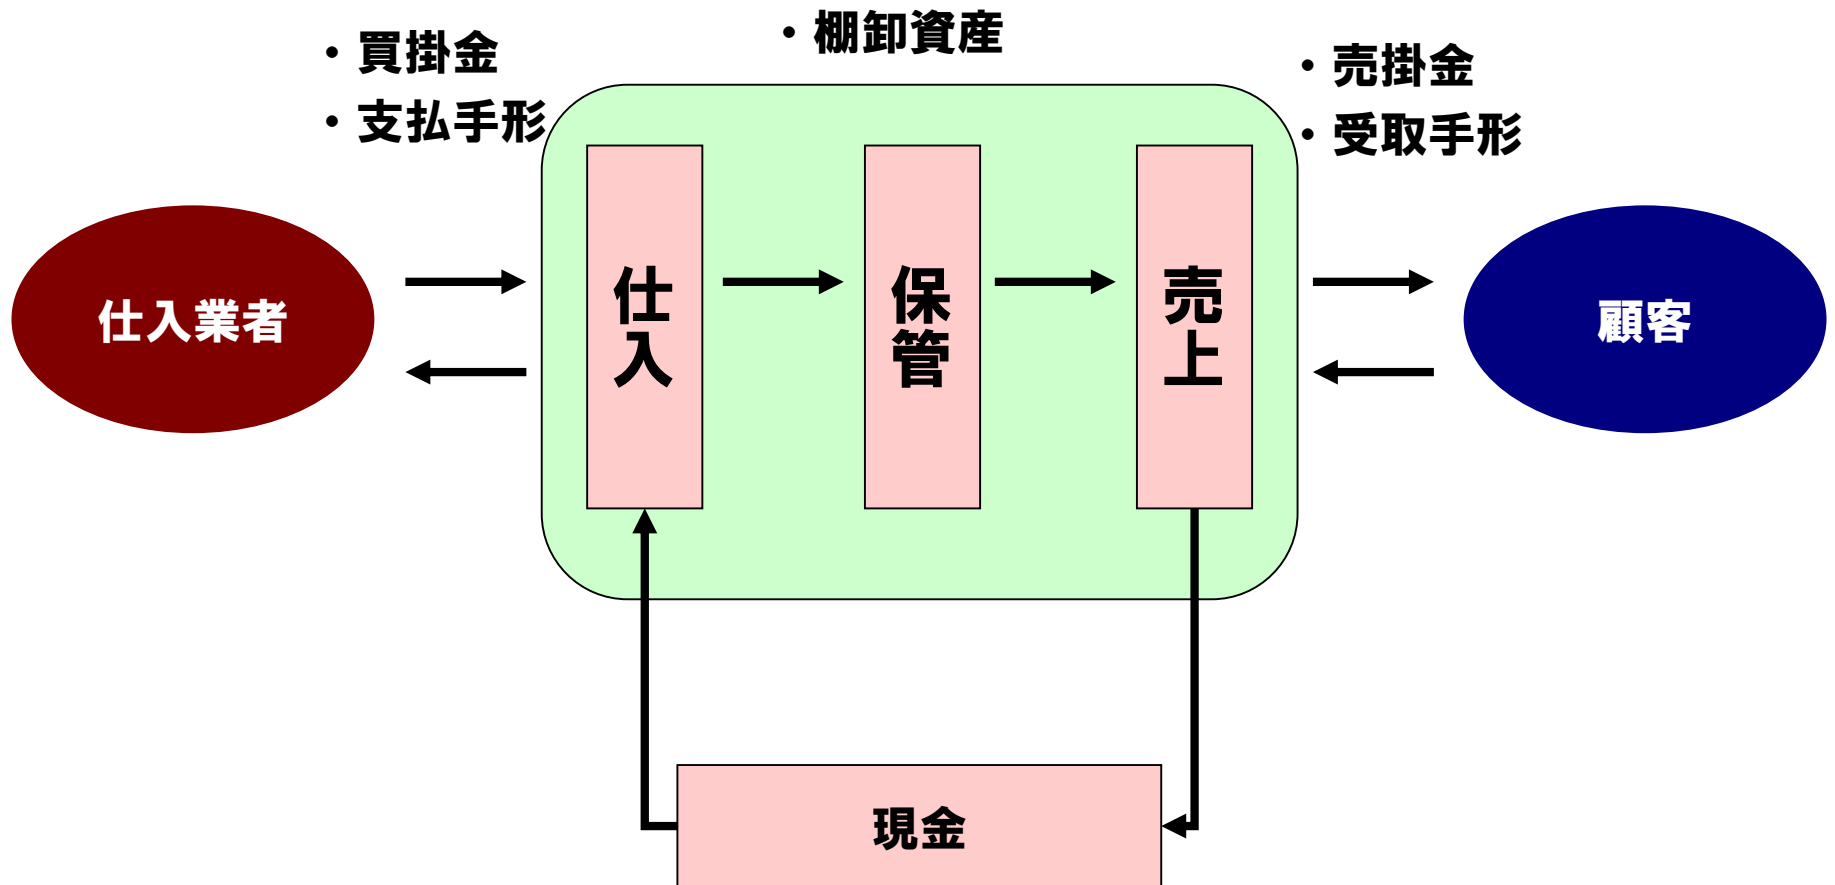 ・買掛金
・支払手形
・棚卸資産
・売掛金
・受取手形
仕入業者
仕入
保管
売上
顧客
現金